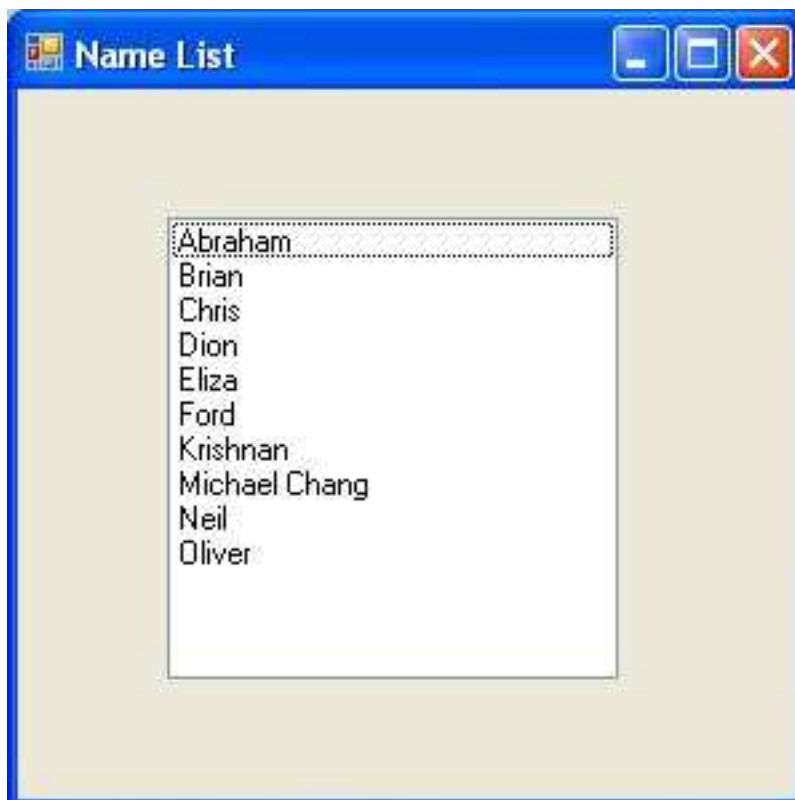 Name List
Abraham
Brian
Chris
Dion
Eliza
Ford
Krishnan
Michael Chang
Neil
Oliver